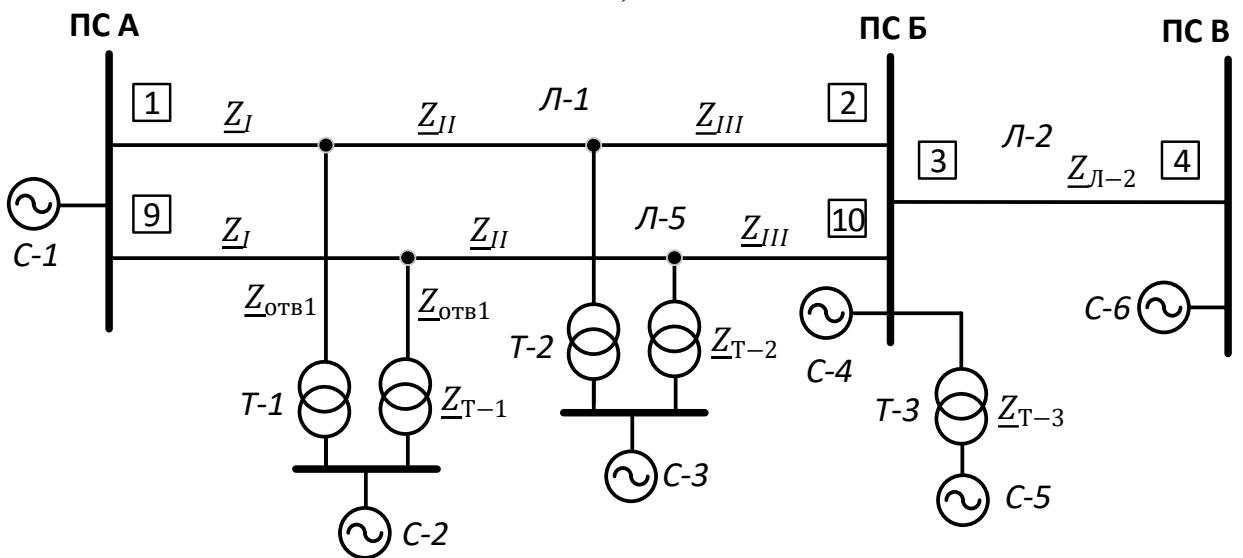 ПС А
ПС Б
ПС В
1
Z_I
Z_II
Л-1
Z_III
2
3
Л-2
Z_Л−2
4
С-1
9
Z_I
Z_II
Л-5
Z_III
10
Z_отв1
Z_отв1
Т-2
Z_Т−2
С-4
С-6
Т-1
Z_Т−1
Т-3
Z_Т−3
С-3
С-5
С-2